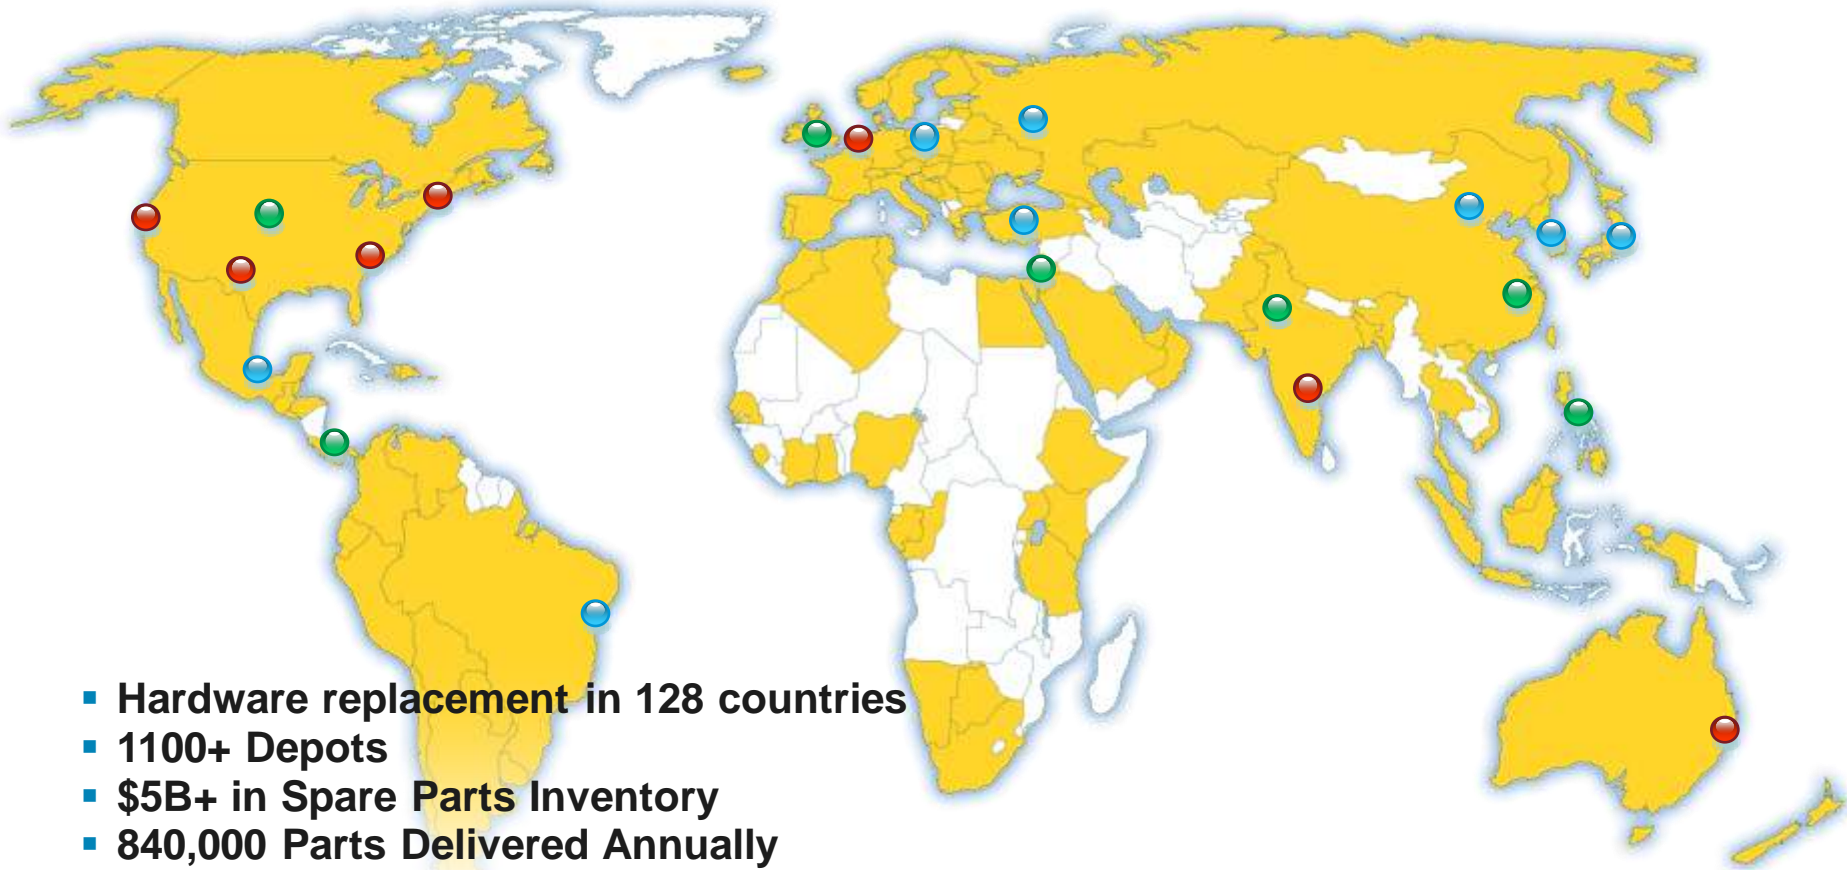 ▪ Hardware replacement in 128 countries
▪ 1100+ Depots
▪ $5B+ in Spare Parts Inventory
▪ 840,000 Parts Delivered Annually